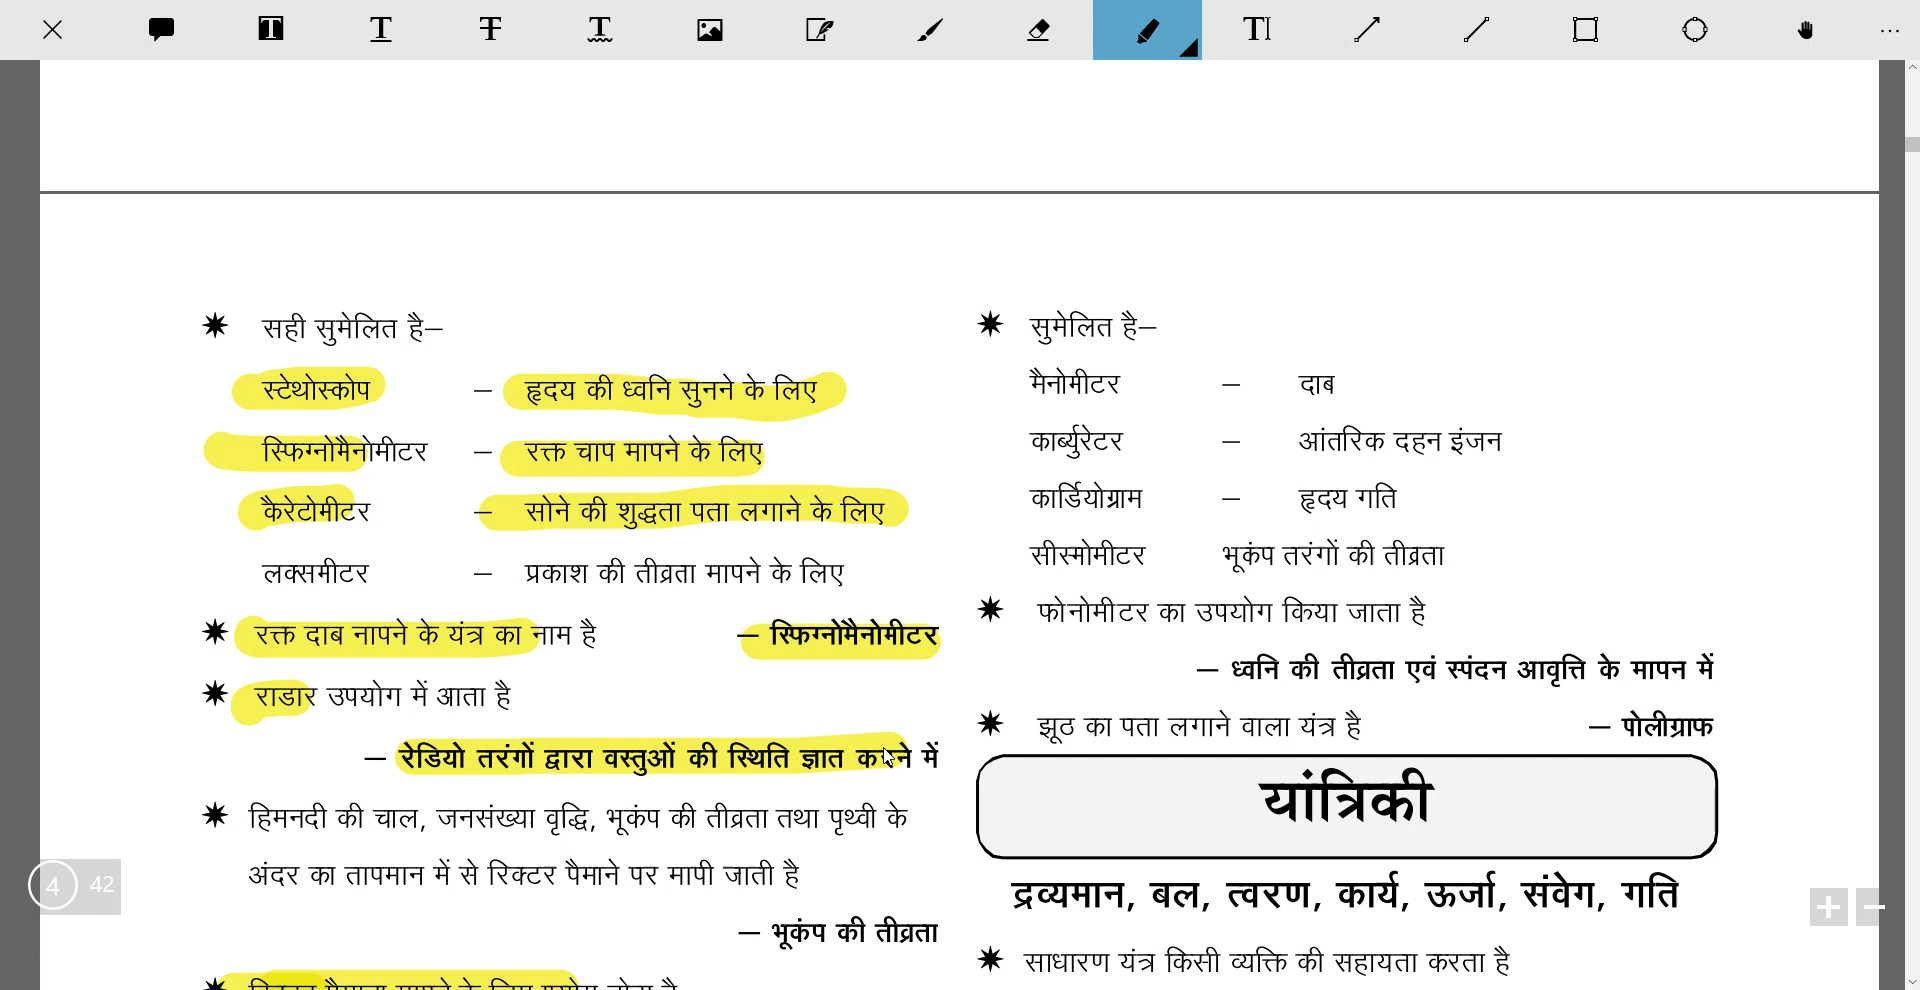 सही सुमेलित है–
स्टेथोस्कोप – हृदय की ध्वनि सुनने के लिए
स्फिग्नोमैनोमीटर – रक्त चाप मापने के लिए
कैरेटोमीटर – सोने की शुद्धता पता लगाने के लिए
लक्समीटर – प्रकाश की तीव्रता मापने के लिए
✷ रक्त दाब नापने के यंत्र का नाम है – स्फिग्नोमैनोमीटर
✷ राडार उपयोग में आता है
– रेडियो तरंगों द्वारा वस्तुओं की स्थिति ज्ञात करने में
✷ हिमनदी की चाल, जनसंख्या वृद्धि, भूकंप की तीव्रता तथा पृथ्वी के
अंदर का तापमान में से रिक्टर पैमाने पर मापी जाती है
– भूकंप की तीव्रता
✷ सुमेलित है–
मैनोमीटर – दाब
कार्ब्युरेटर – आंतरिक दहन इंजन
कार्डियोग्राम – हृदय गति
सीस्मोमीटर भूकंप तरंगों की तीव्रता
✷ फोनोमीटर का उपयोग किया जाता है
– ध्वनि की तीव्रता एवं स्पंदन आवृत्ति के मापन में
✷ झूठ का पता लगाने वाला यंत्र है – पोलीग्राफ
यांत्रिकी
द्रव्यमान, बल, त्वरण, कार्य, ऊर्जा, संवेग, गति
✷ साधारण यंत्र किसी व्यक्ति की सहायता करता है
4 42